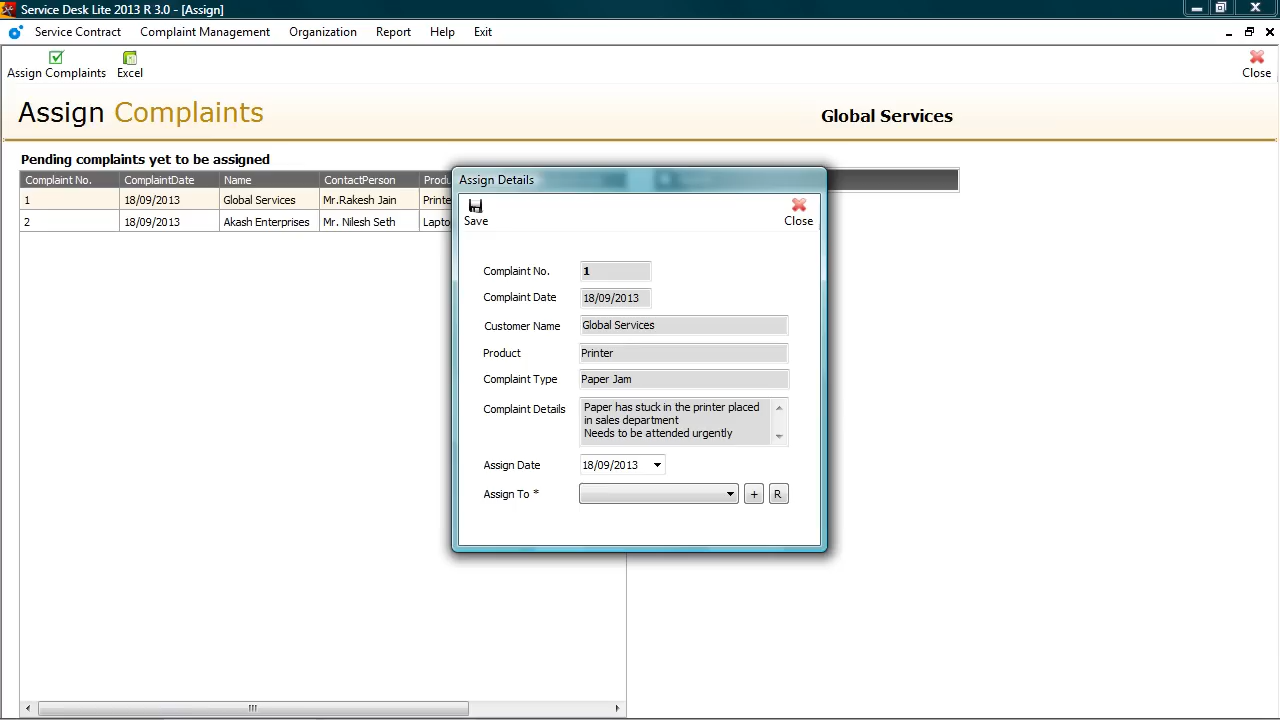 Service Desk Lite 2013 R 3.0 - [Assign]
Service Contract Complaint Management Organization Report Help Exit
Assign Complaints Excel Close
Assign Complaints Global Services
Pending complaints yet to be assigned
Complaint No. ComplaintDate Name ContactPerson
1 18/09/2013 Global Services Mr.Rakesh Jain
2 18/09/2013 Akash Enterprises Mr. Nilesh Seth
Assign Details
Save Close
Complaint No. 1
Complaint Date 18/09/2013
Customer Name Global Services
Product Printer
Complaint Type Paper Jam
Complaint Details Paper has stuck in the printer placed
in sales department
Needs to be attended urgently
Assign Date 18/09/2013
Assign To * + R